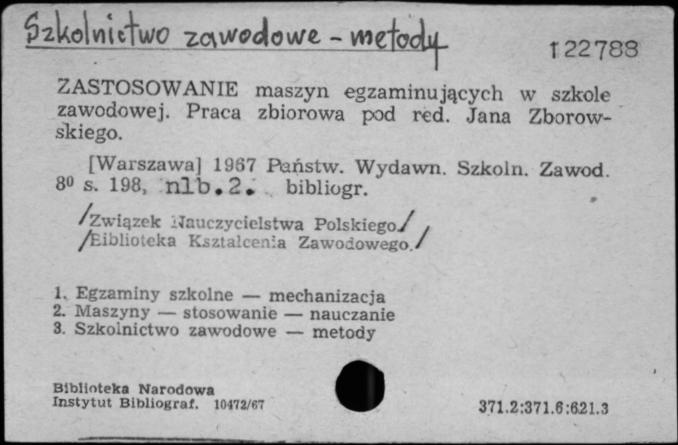 Szkolnictwo zawodowe - metody
122788
ZASTOSOWANIE maszyn egzaminujących w szkole
zawodowej. Praca zbiorowa pod red. Jana Zborow-
skiego.
[Warszawa] 1967 Państw. Wydawn. Szkoln. Zawod.
8⁰ s. 198, nlb.2. bibliogr.
/Związek Nauczycielstwa Polskiego/
/Biblioteka Kształcenia Zawodowego./
1. Egzaminy szkolne — mechanizacja
2. Maszyny — stosowanie — nauczanie
3. Szkolnictwo zawodowe — metody
Biblioteka Narodowa
Instytut Bibliograf. 10472/67
371.2:371.6:621.3